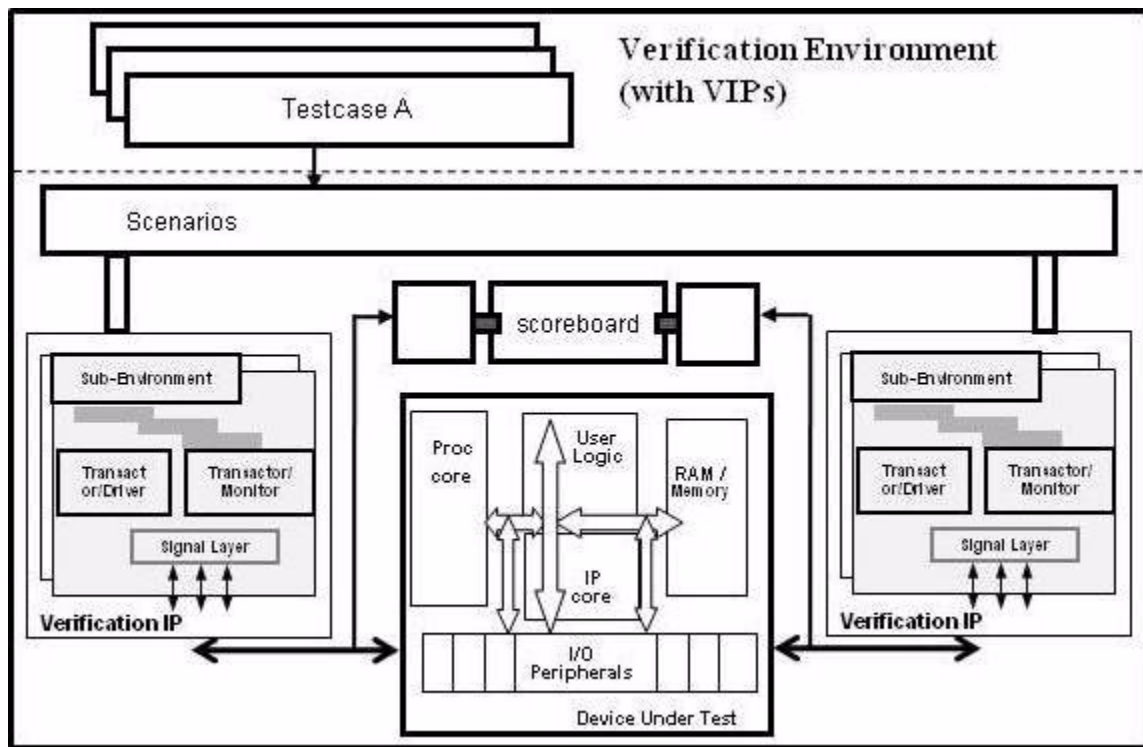 Verification Environment
(with VIPs)
Testcase A
Scenarios
scoreboard
Sub-Environment
Transact
or/Driver
Transactor/
Monitor
Signal Layer
Verification IP
Proc
core
User
Logic
RAM /
Memory
IP
core
I/O
Peripherals
Device Under Test
Sub-Environment
Transact
or/Driver
Transactor/
Monitor
Signal Layer
Verification IP